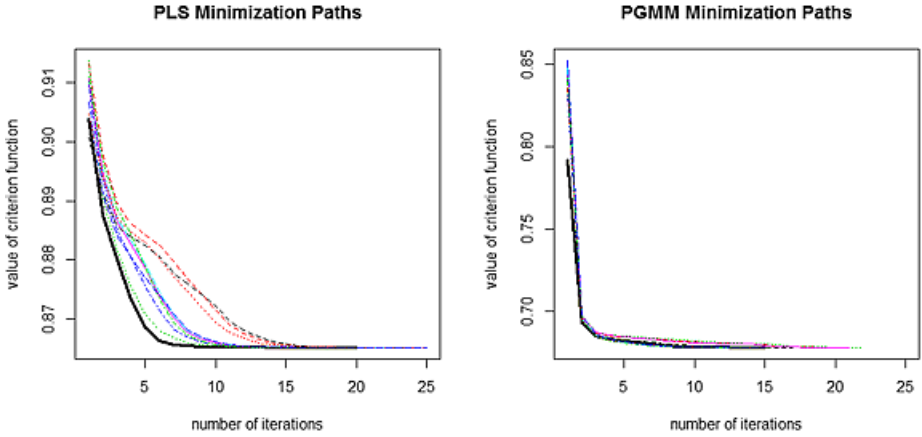 PLS Minimization Paths
value of criterion function
0.91
0.90
0.89
0.88
0.87
5 10 15 20 25
number of iterations
PGMM Minimization Paths
value of criterion function
0.85
0.80
0.75
0.70
5 10 15 20 25
number of iterations